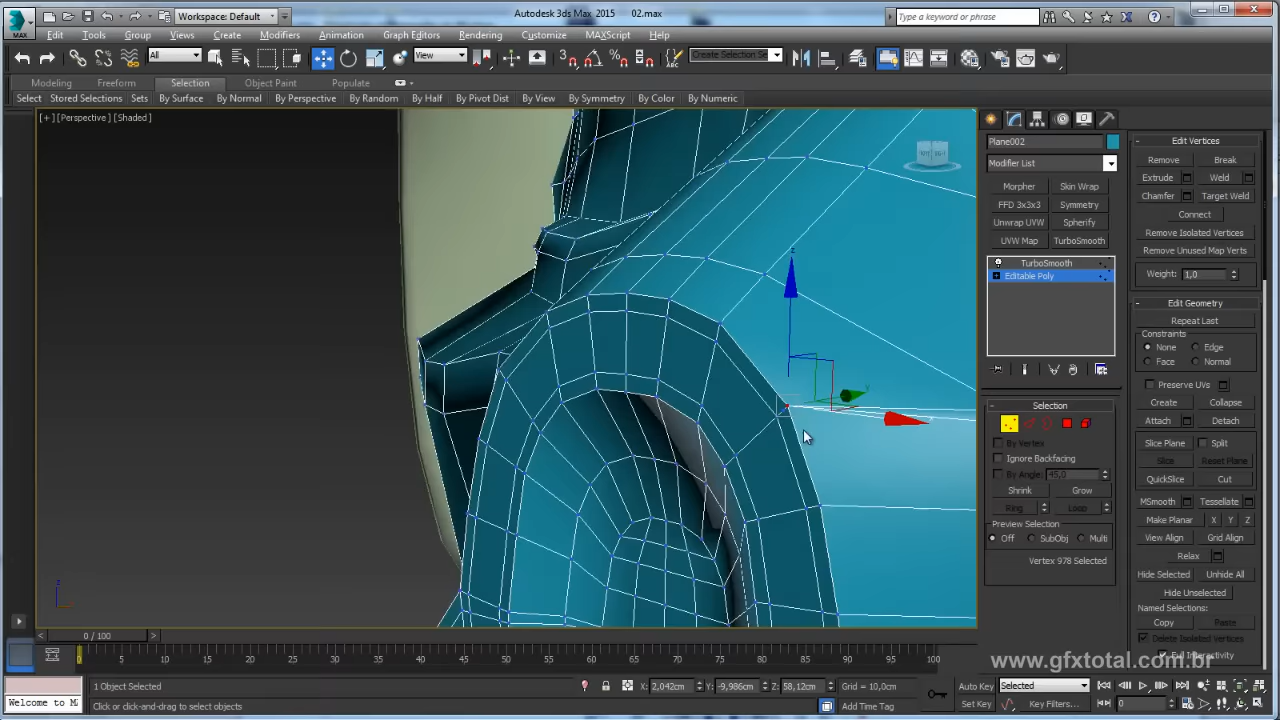 Workspace: Default
Autodesk 3ds Max 2015 02.max
Type a keyword or phrase
MAX
Edit Tools Group Views Create Modifiers Animation Graph Editors Rendering Customize MAXScript Help
All
View
Create Selection Se
Modeling Freeform Selection Object Paint Populate
Select Stored Selections Sets By Surface By Normal By Perspective By Random By Half By Pivot Dist By View By Symmetry By Color By Numeric
[+] [Perspective] [Shaded]
Plane002
Modifier List
Morpher Skin Wrap
FFD 3x3x3 Symmetry
Unwrap UVW Spherify
UVW Map TurboSmooth
TurboSmooth
Editable Poly
Selection
By Vertex
Ignore Backfacing
By Angle: 45,0
Shrink Grow
Ring Loop
Preview Selection
Off SubObj Multi
Vertex 978 Selected
Edit Vertices
Remove Break
Extrude Weld
Chamfer Target Weld
Connect
Remove Isolated Vertices
Remove Unused Map Verts
Weight: 1,0
Edit Geometry
Repeat Last
Constraints
None Edge
Face Normal
Preserve UVs
Create Collapse
Attach Detach
Slice Plane Split
Slice Reset Plane
QuickSlice Cut
MSmooth Tessellate
Make Planar X Y Z
View Align Grid Align
Relax
Hide Selected Unhide All
Hide Unselected
Named Selections:
Copy Paste
Delete Isolated Vertices
Full Interactivity
www.gfxtotal.com.br
z
x
y
z
0 / 100
0 5 10 15 20 25 30 35 40 45 50 55 60 65 70 75 80 85 90 95 100
1 Object Selected
X: 2,042cm Y: -9,986cm Z: 58,12cm Grid = 10,0cm
Auto Key Selected
Welcome to M
Click or click-and-drag to select objects
Add Time Tag
Set Key Key Filters... 0